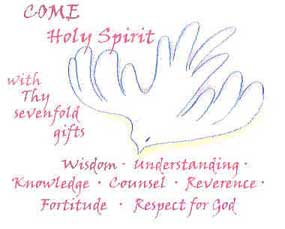 COME
Holy Spirit
with
Thy
sevenfold
gifts
Wisdom · Understanding ·
Knowledge · Counsel · Reverence ·
Fortitude · Respect for God